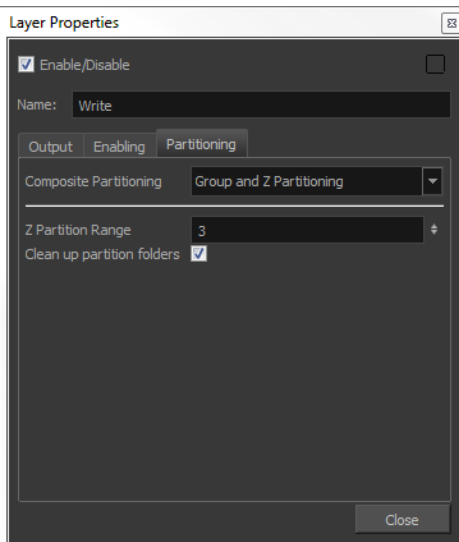 Layer Properties
Enable/Disable
Name: Write
Output Enabling Partitioning
Composite Partitioning Group and Z Partitioning
Z Partition Range 3
Clean up partition folders
Close